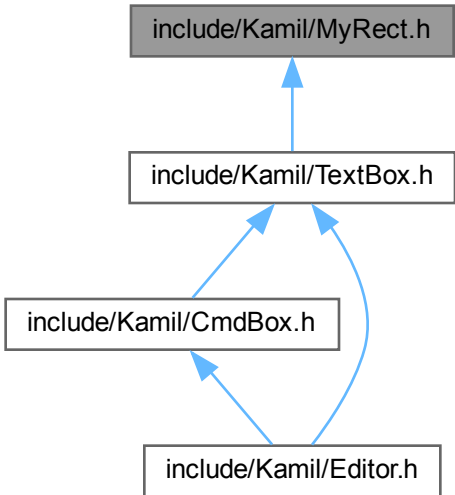 include/Kamil/MyRect.h
include/Kamil/TextBox.h
include/Kamil/CmdBox.h
include/Kamil/Editor.h